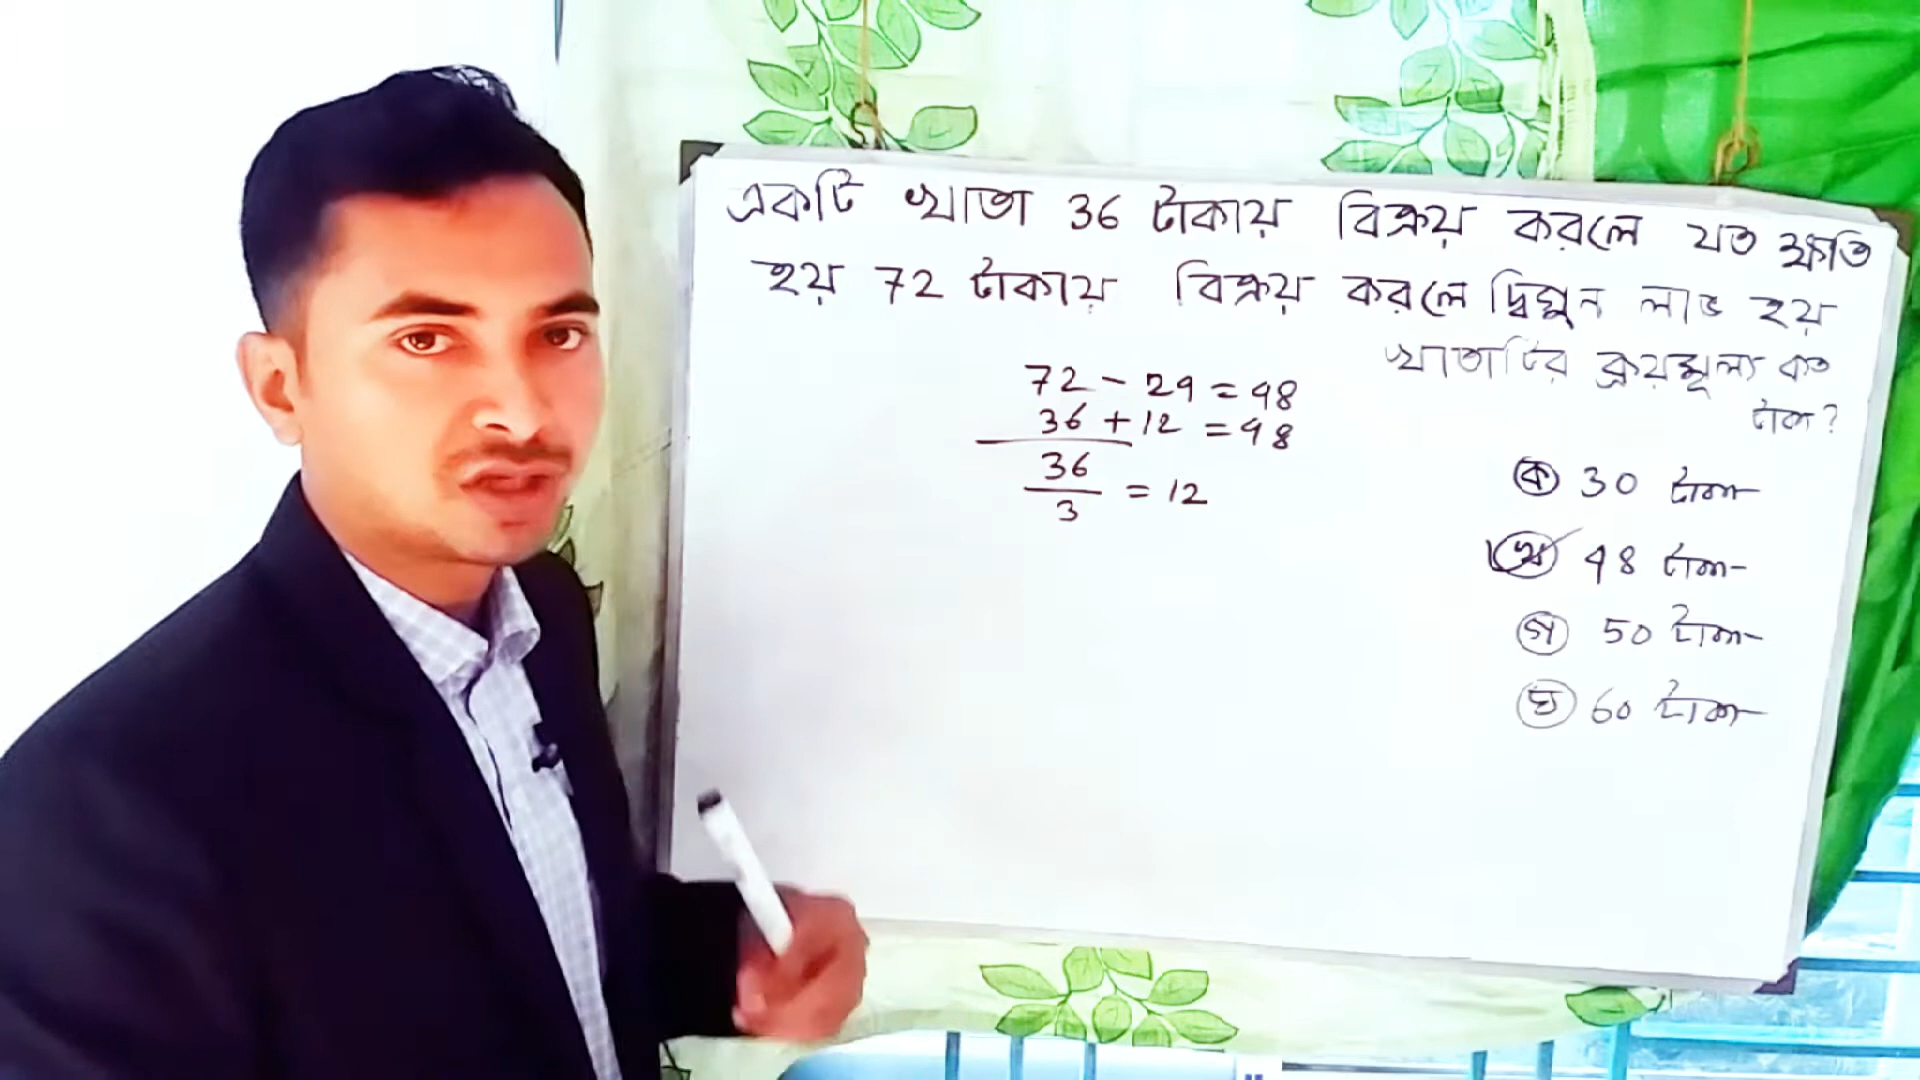 একটি খাতা 36 টাকায় বিক্রয় করলে যত ক্ষতি
হয় 72 টাকায় বিক্রয় করলে দ্বিগুন লাভ হয়
খাতাটির ক্রয়মূল্য কত
টাকা?
72 - 24 = 48
36 + 12 = 48
36
3
= 12
ক 30 টাকা
খ 48 টাকা
গ 50 টাকা
ঘ 60 টাকা